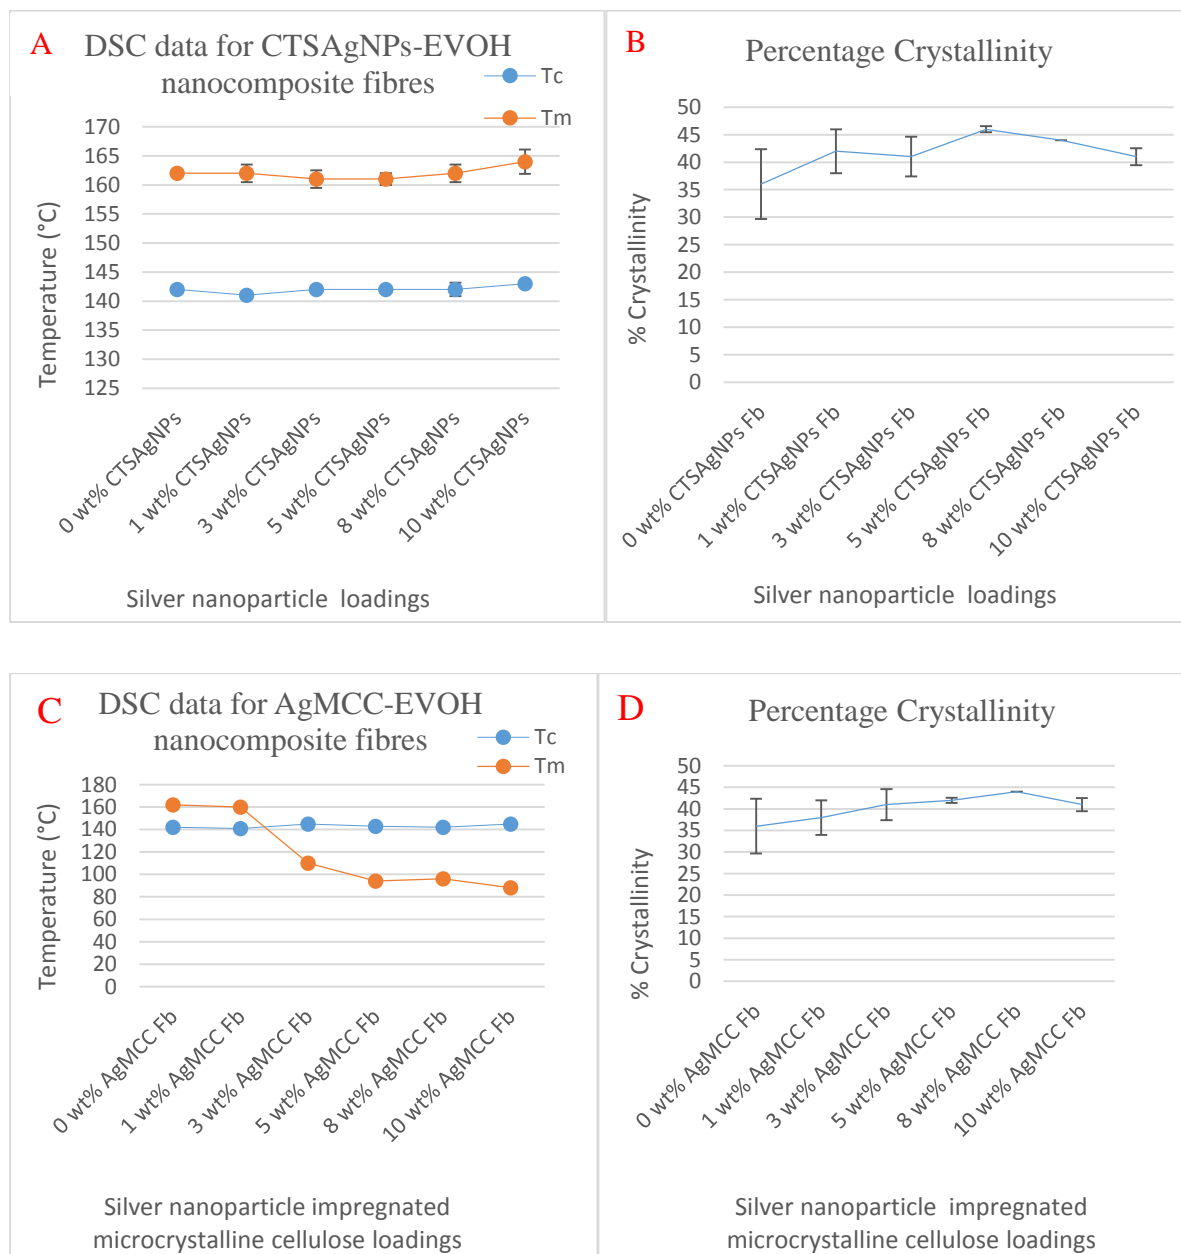 A
DSC data for CTSAgNPs-EVOH
nanocomposite fibres
Tc
Tm
170
165
160
155
150
145
140
135
130
125
Temperature (°C)
0 wt% CTSAgNPs
1 wt% CTSAgNPs
3 wt% CTSAgNPs
5 wt% CTSAgNPs
8 wt% CTSAgNPs
10 wt% CTSAgNPs
Silver nanoparticle loadings
B
Percentage Crystallinity
50
45
40
35
30
25
20
15
10
5
0
% Crystallinity
0 wt% CTSAgNPs Fb
1 wt% CTSAgNPs Fb
3 wt% CTSAgNPs Fb
5 wt% CTSAgNPs Fb
8 wt% CTSAgNPs Fb
10 wt% CTSAgNPs Fb
Silver nanoparticle loadings
C
DSC data for AgMCC-EVOH
nanocomposite fibres
Tc
Tm
180
160
140
120
100
80
60
40
20
0
Temperature (°C)
0 wt% AgMCC Fb
1 wt% AgMCC Fb
3 wt% AgMCC Fb
5 wt% AgMCC Fb
8 wt% AgMCC Fb
10 wt% AgMCC Fb
Silver nanoparticle impregnated
microcrystalline cellulose loadings
D
Percentage Crystallinity
50
45
40
35
30
25
20
15
10
5
0
% Crystallinity
0 wt% AgMCC Fb
1 wt% AgMCC Fb
3 wt% AgMCC Fb
5 wt% AgMCC Fb
8 wt% AgMCC Fb
10 wt% AgMCC Fb
Silver nanoparticle impregnated
microcrystalline cellulose loadings